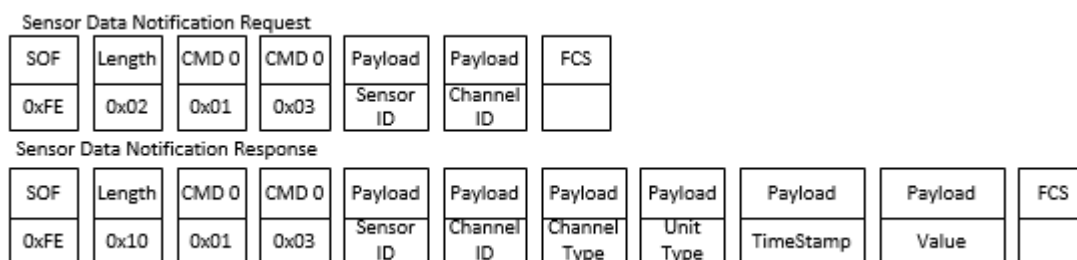 Sensor Data Notification Request
SOF Length CMD 0 CMD 0 Payload Payload FCS
0xFE 0x02 0x01 0x03 Sensor ID Channel ID
Sensor Data Notification Response
SOF Length CMD 0 CMD 0 Payload Payload Payload Payload Payload Payload FCS
0xFE 0x10 0x01 0x03 Sensor ID Channel ID Channel Type Unit Type TimeStamp Value